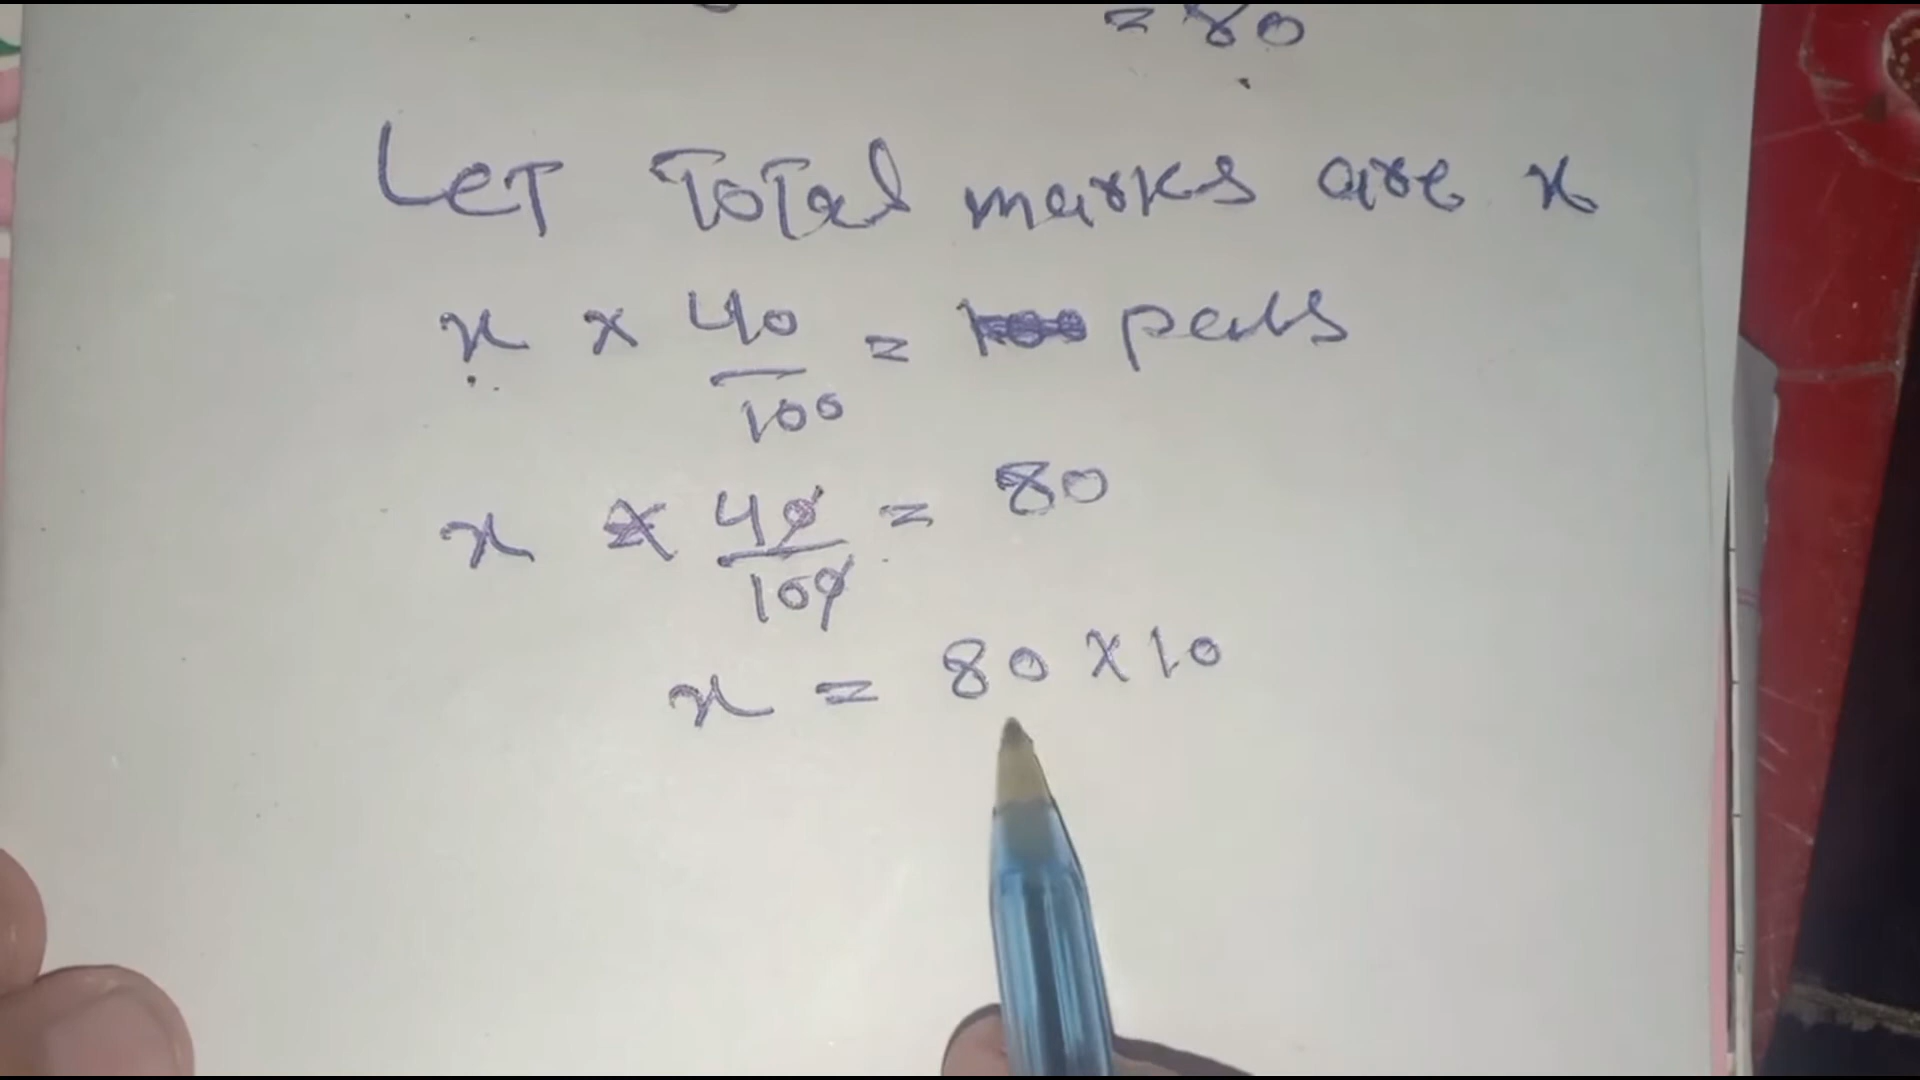 = 80
Let Total marks are x
x × 40/100 = pass
x × 40/100 = 80
x = 80 × 10